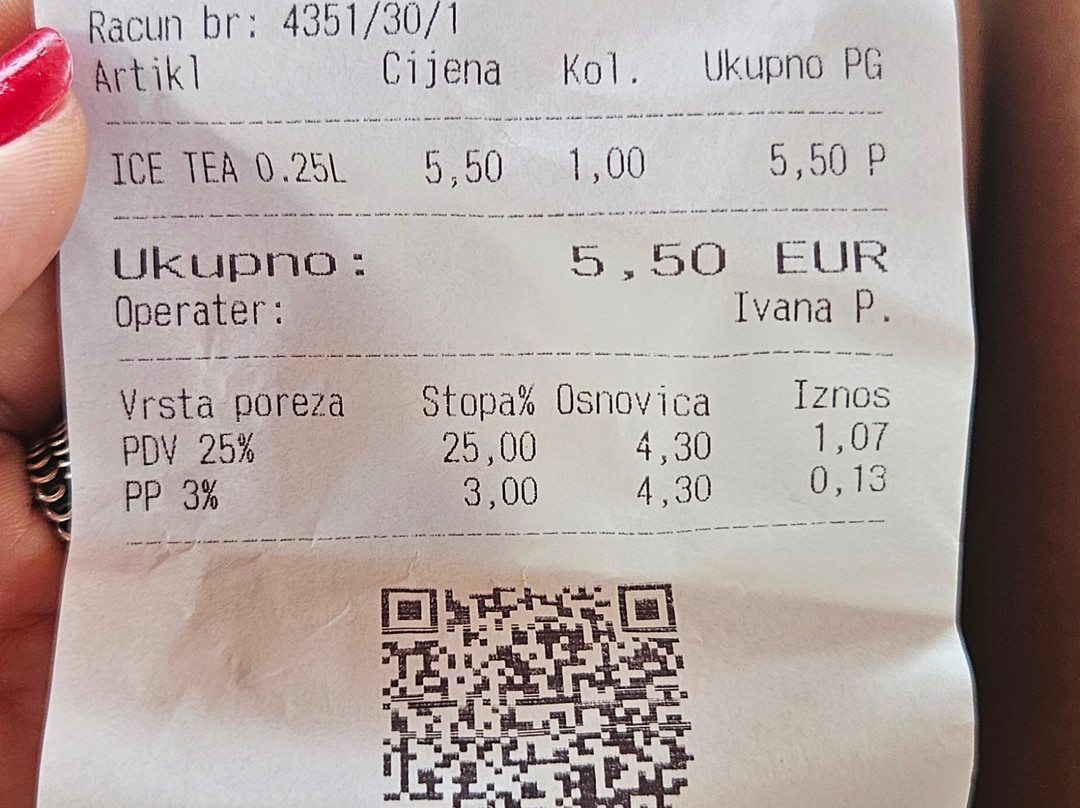 Racun br: 4351/30/1
Artikl Cijena Kol. Ukupno PG
ICE TEA 0.25L 5,50 1,00 5,50 P
Ukupno: 5,50 EUR
Operater: Ivana P.
Vrsta poreza Stopa% Osnovica Iznos
PDV 25% 25,00 4,30 1,07
PP 3% 3,00 4,30 0,13